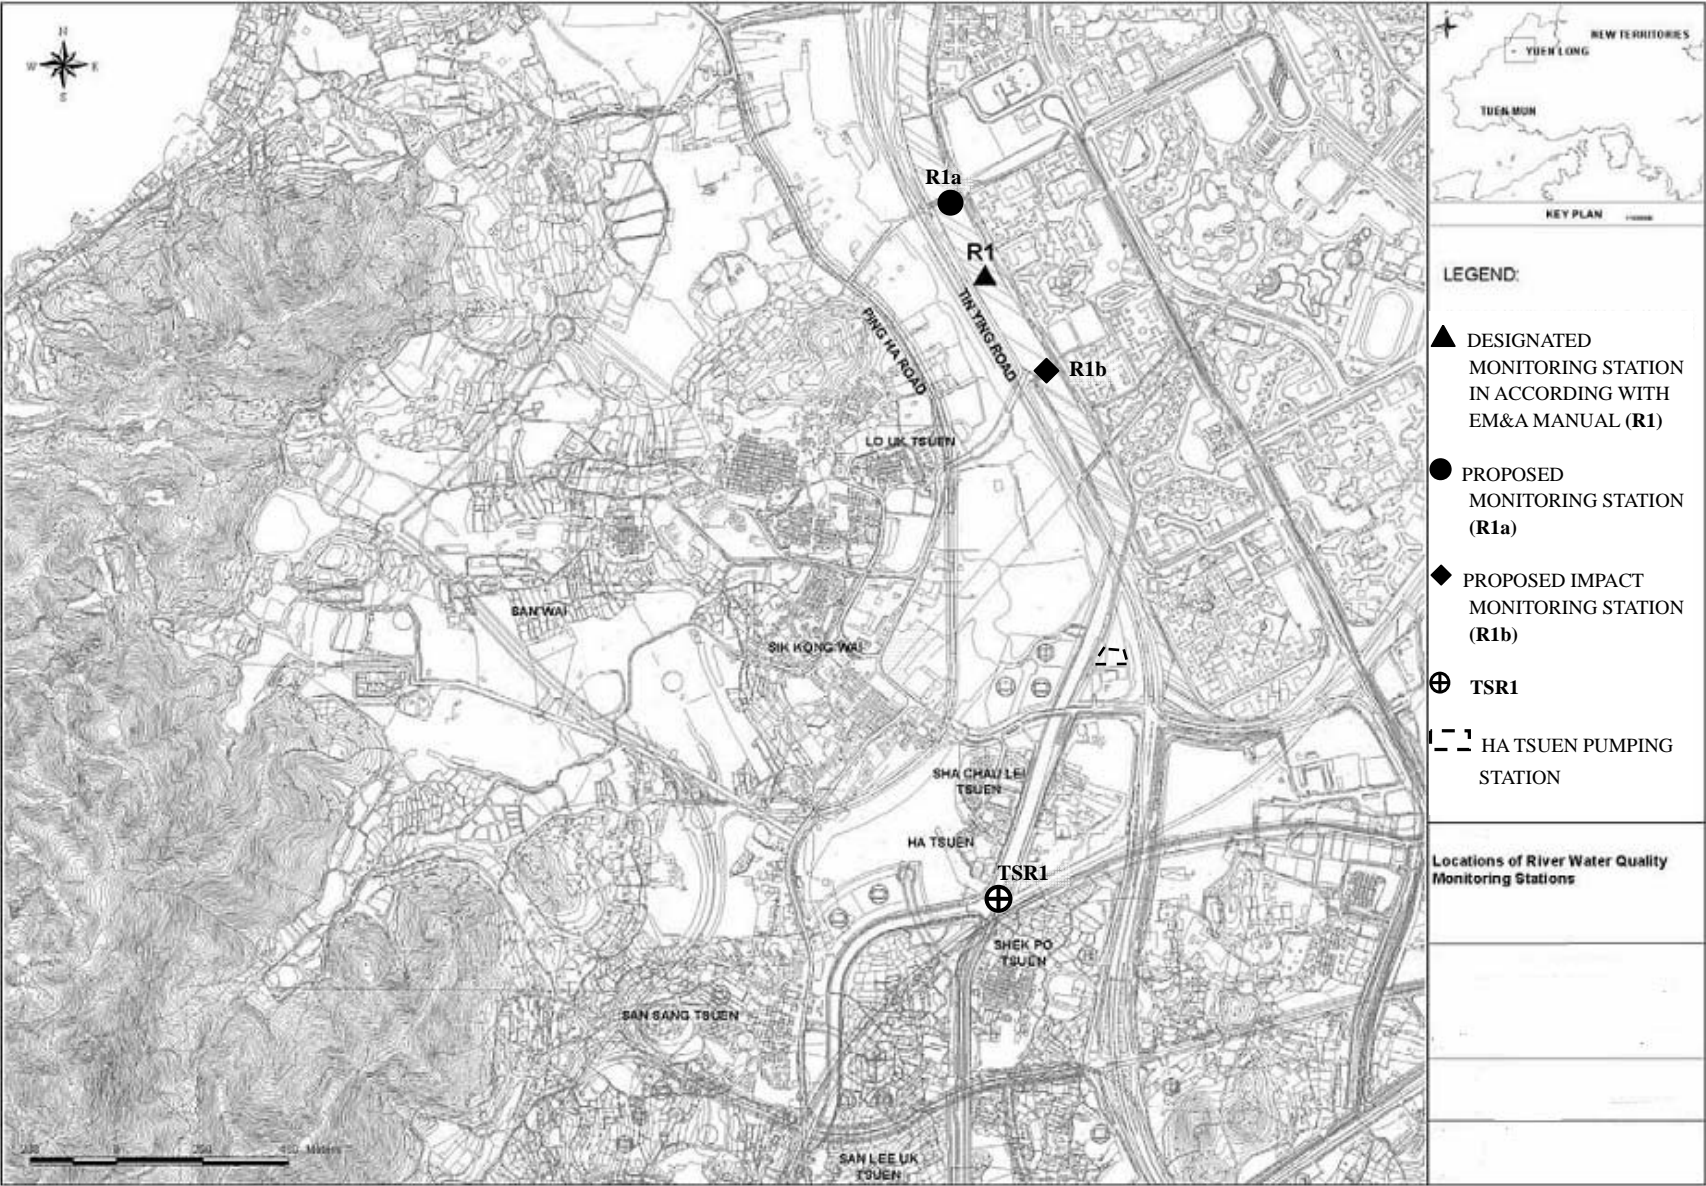 N
W E
S
R1a
R1
TIN YING ROAD
PING HA ROAD
R1b
LO UK TSUEN
SAN WAI
SIK KONG WAI
SHA CHAU LEI
TSUEN
HA TSUEN
TSR1
SHEK PO
TSUEN
SAN SANG TSUEN
SAN LEE UK
TSUEN
Meters
NEW TERRITORIES
YUEN LONG
TUEN MUN
KEY PLAN
LEGEND:
DESIGNATED
MONITORING STATION
IN ACCORDING WITH
EM&A MANUAL (R1)
PROPOSED
MONITORING STATION
(R1a)
PROPOSED IMPACT
MONITORING STATION
(R1b)
TSR1
HA TSUEN PUMPING
STATION
Locations of River Water Quality
Monitoring Stations